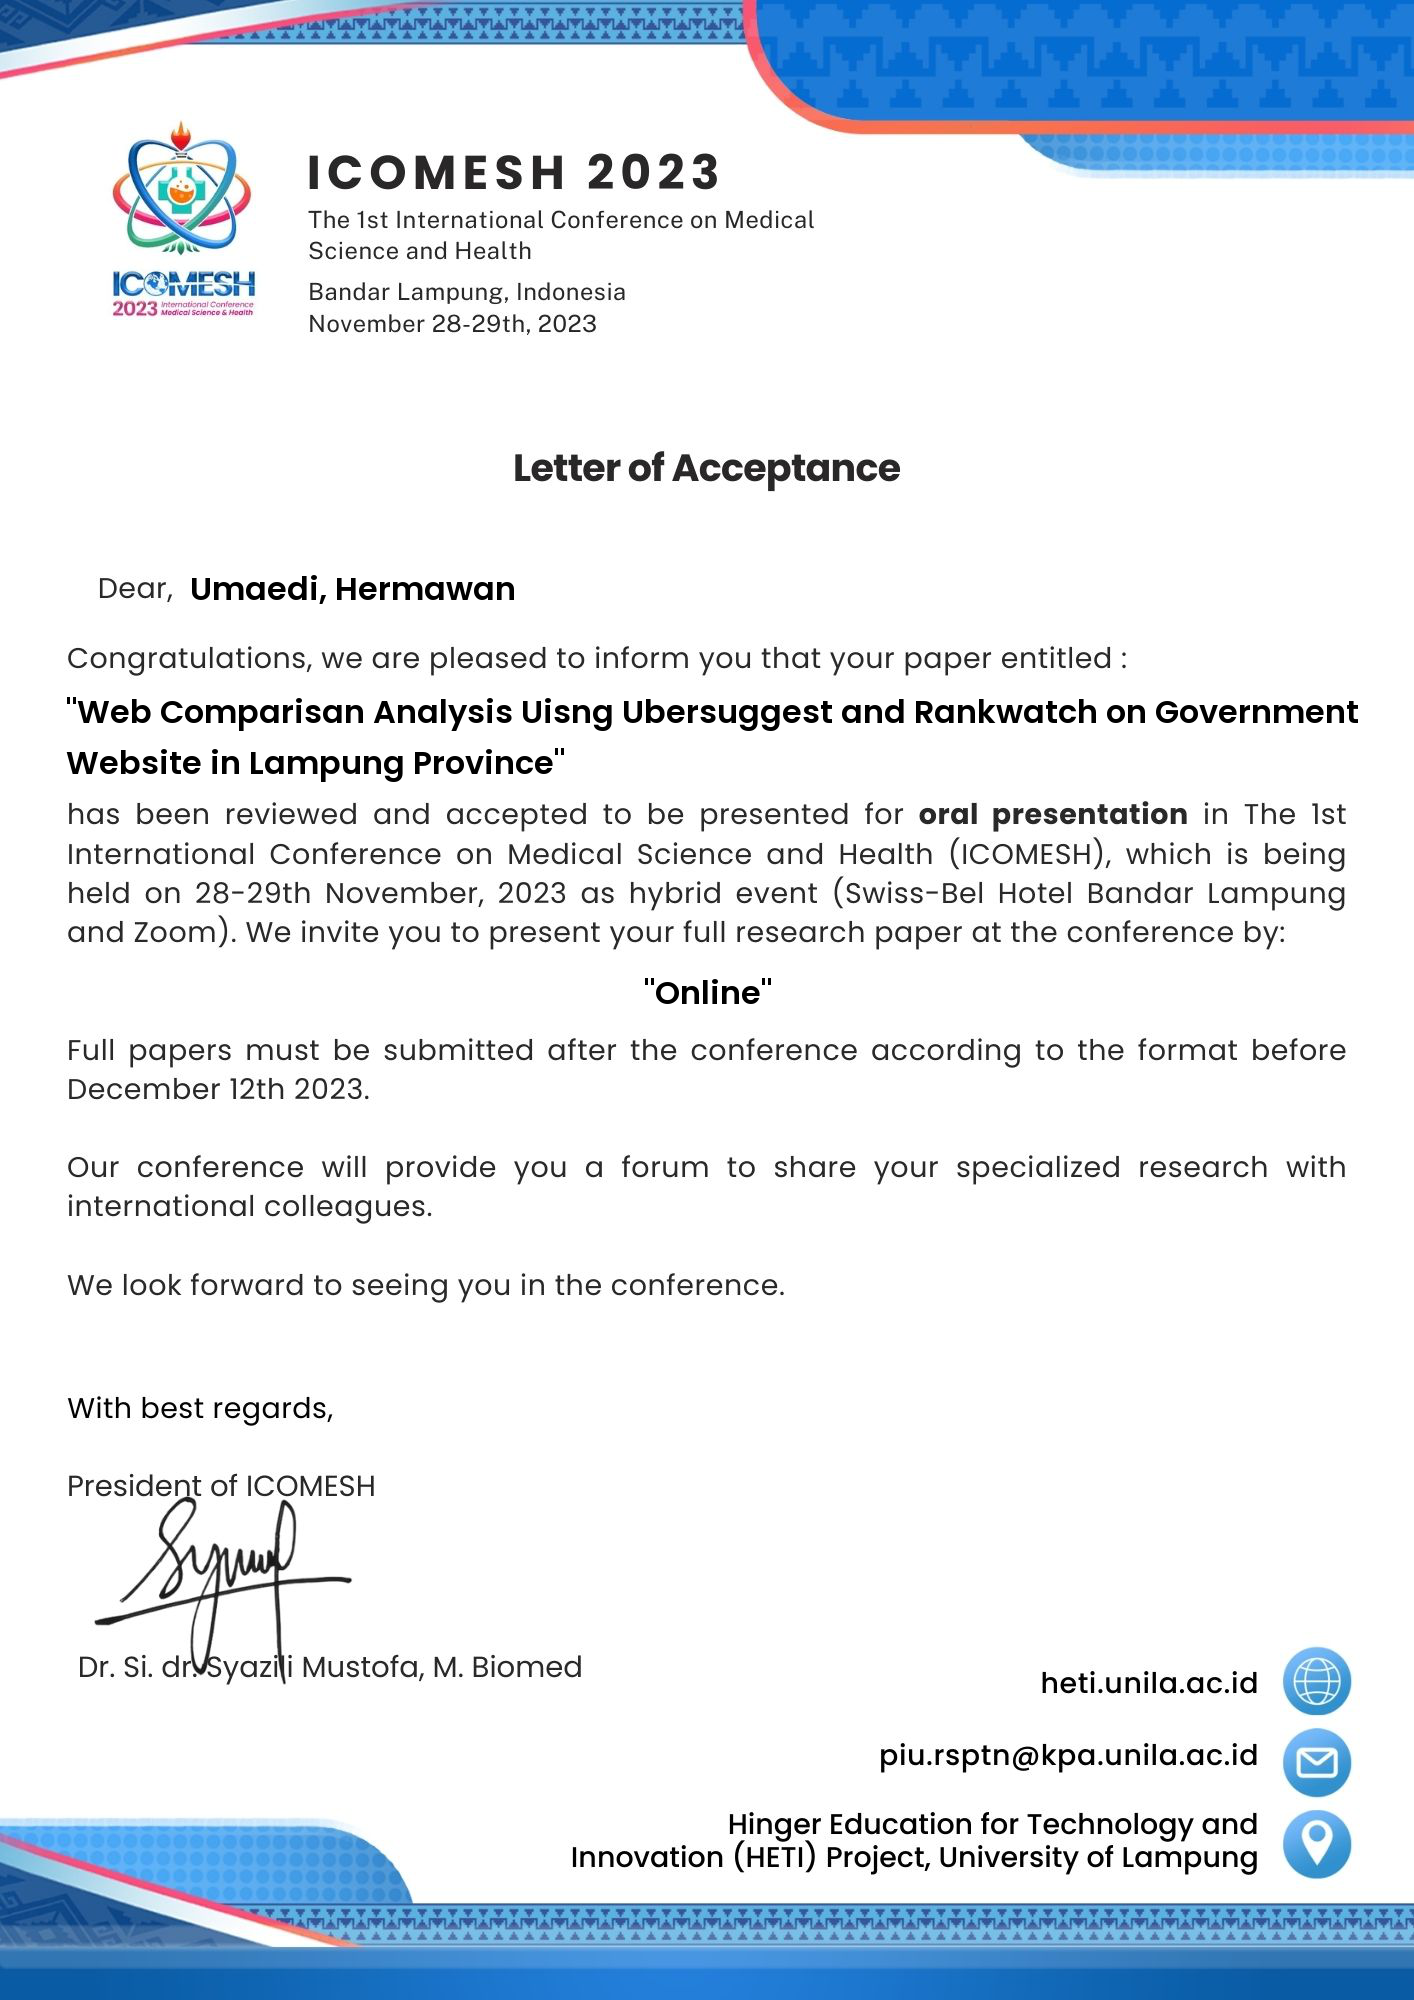 ICOMESH 2023
The 1st International Conference on Medical
Science and Health
Bandar Lampung, Indonesia
November 28-29th, 2023
ICOMESH
2023 International Conference
Medical Science & Health
Letter of Acceptance
Dear, Umaedi, Hermawan
Congratulations, we are pleased to inform you that your paper entitled :
"Web Comparisan Analysis Uisng Ubersuggest and Rankwatch on Government
Website in Lampung Province"
has been reviewed and accepted to be presented for oral presentation in The 1st
International Conference on Medical Science and Health (ICOMESH), which is being
held on 28-29th November, 2023 as hybrid event (Swiss-Bel Hotel Bandar Lampung
and Zoom). We invite you to present your full research paper at the conference by:
"Online"
Full papers must be submitted after the conference according to the format before
December 12th 2023.
Our conference will provide you a forum to share your specialized research with
international colleagues.
We look forward to seeing you in the conference.
With best regards,
President of ICOMESH
Dr. Si. dr. Syazili Mustofa, M. Biomed
heti.unila.ac.id
piu.rsptn@kpa.unila.ac.id
Hinger Education for Technology and
Innovation (HETI) Project, University of Lampung